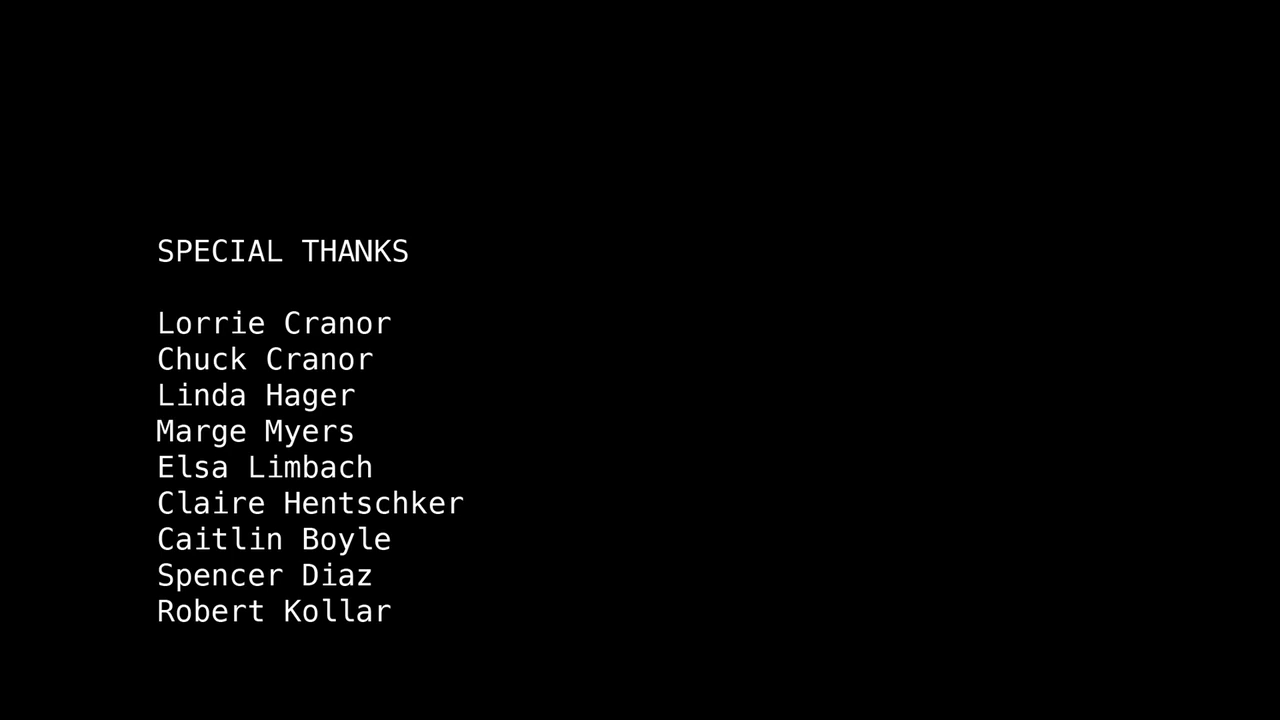 SPECIAL THANKS
Lorrie Cranor
Chuck Cranor
Linda Hager
Marge Myers
Elsa Limbach
Claire Hentschker
Caitlin Boyle
Spencer Diaz
Robert Kollar